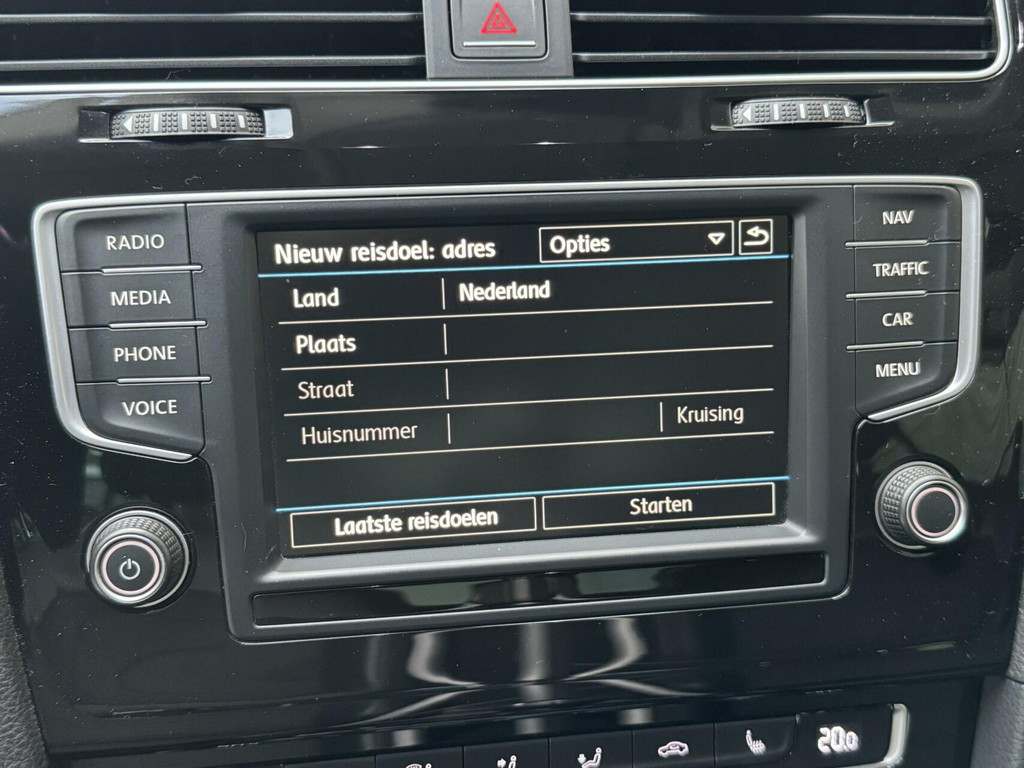 RADIO
MEDIA
PHONE
VOICE
Nieuw reisdoel: adres
Opties
Land
Nederland
Plaats
Straat
Huisnummer
Kruising
Laatste reisdoelen
Starten
NAV
TRAFFIC
CAR
MENU
20.0